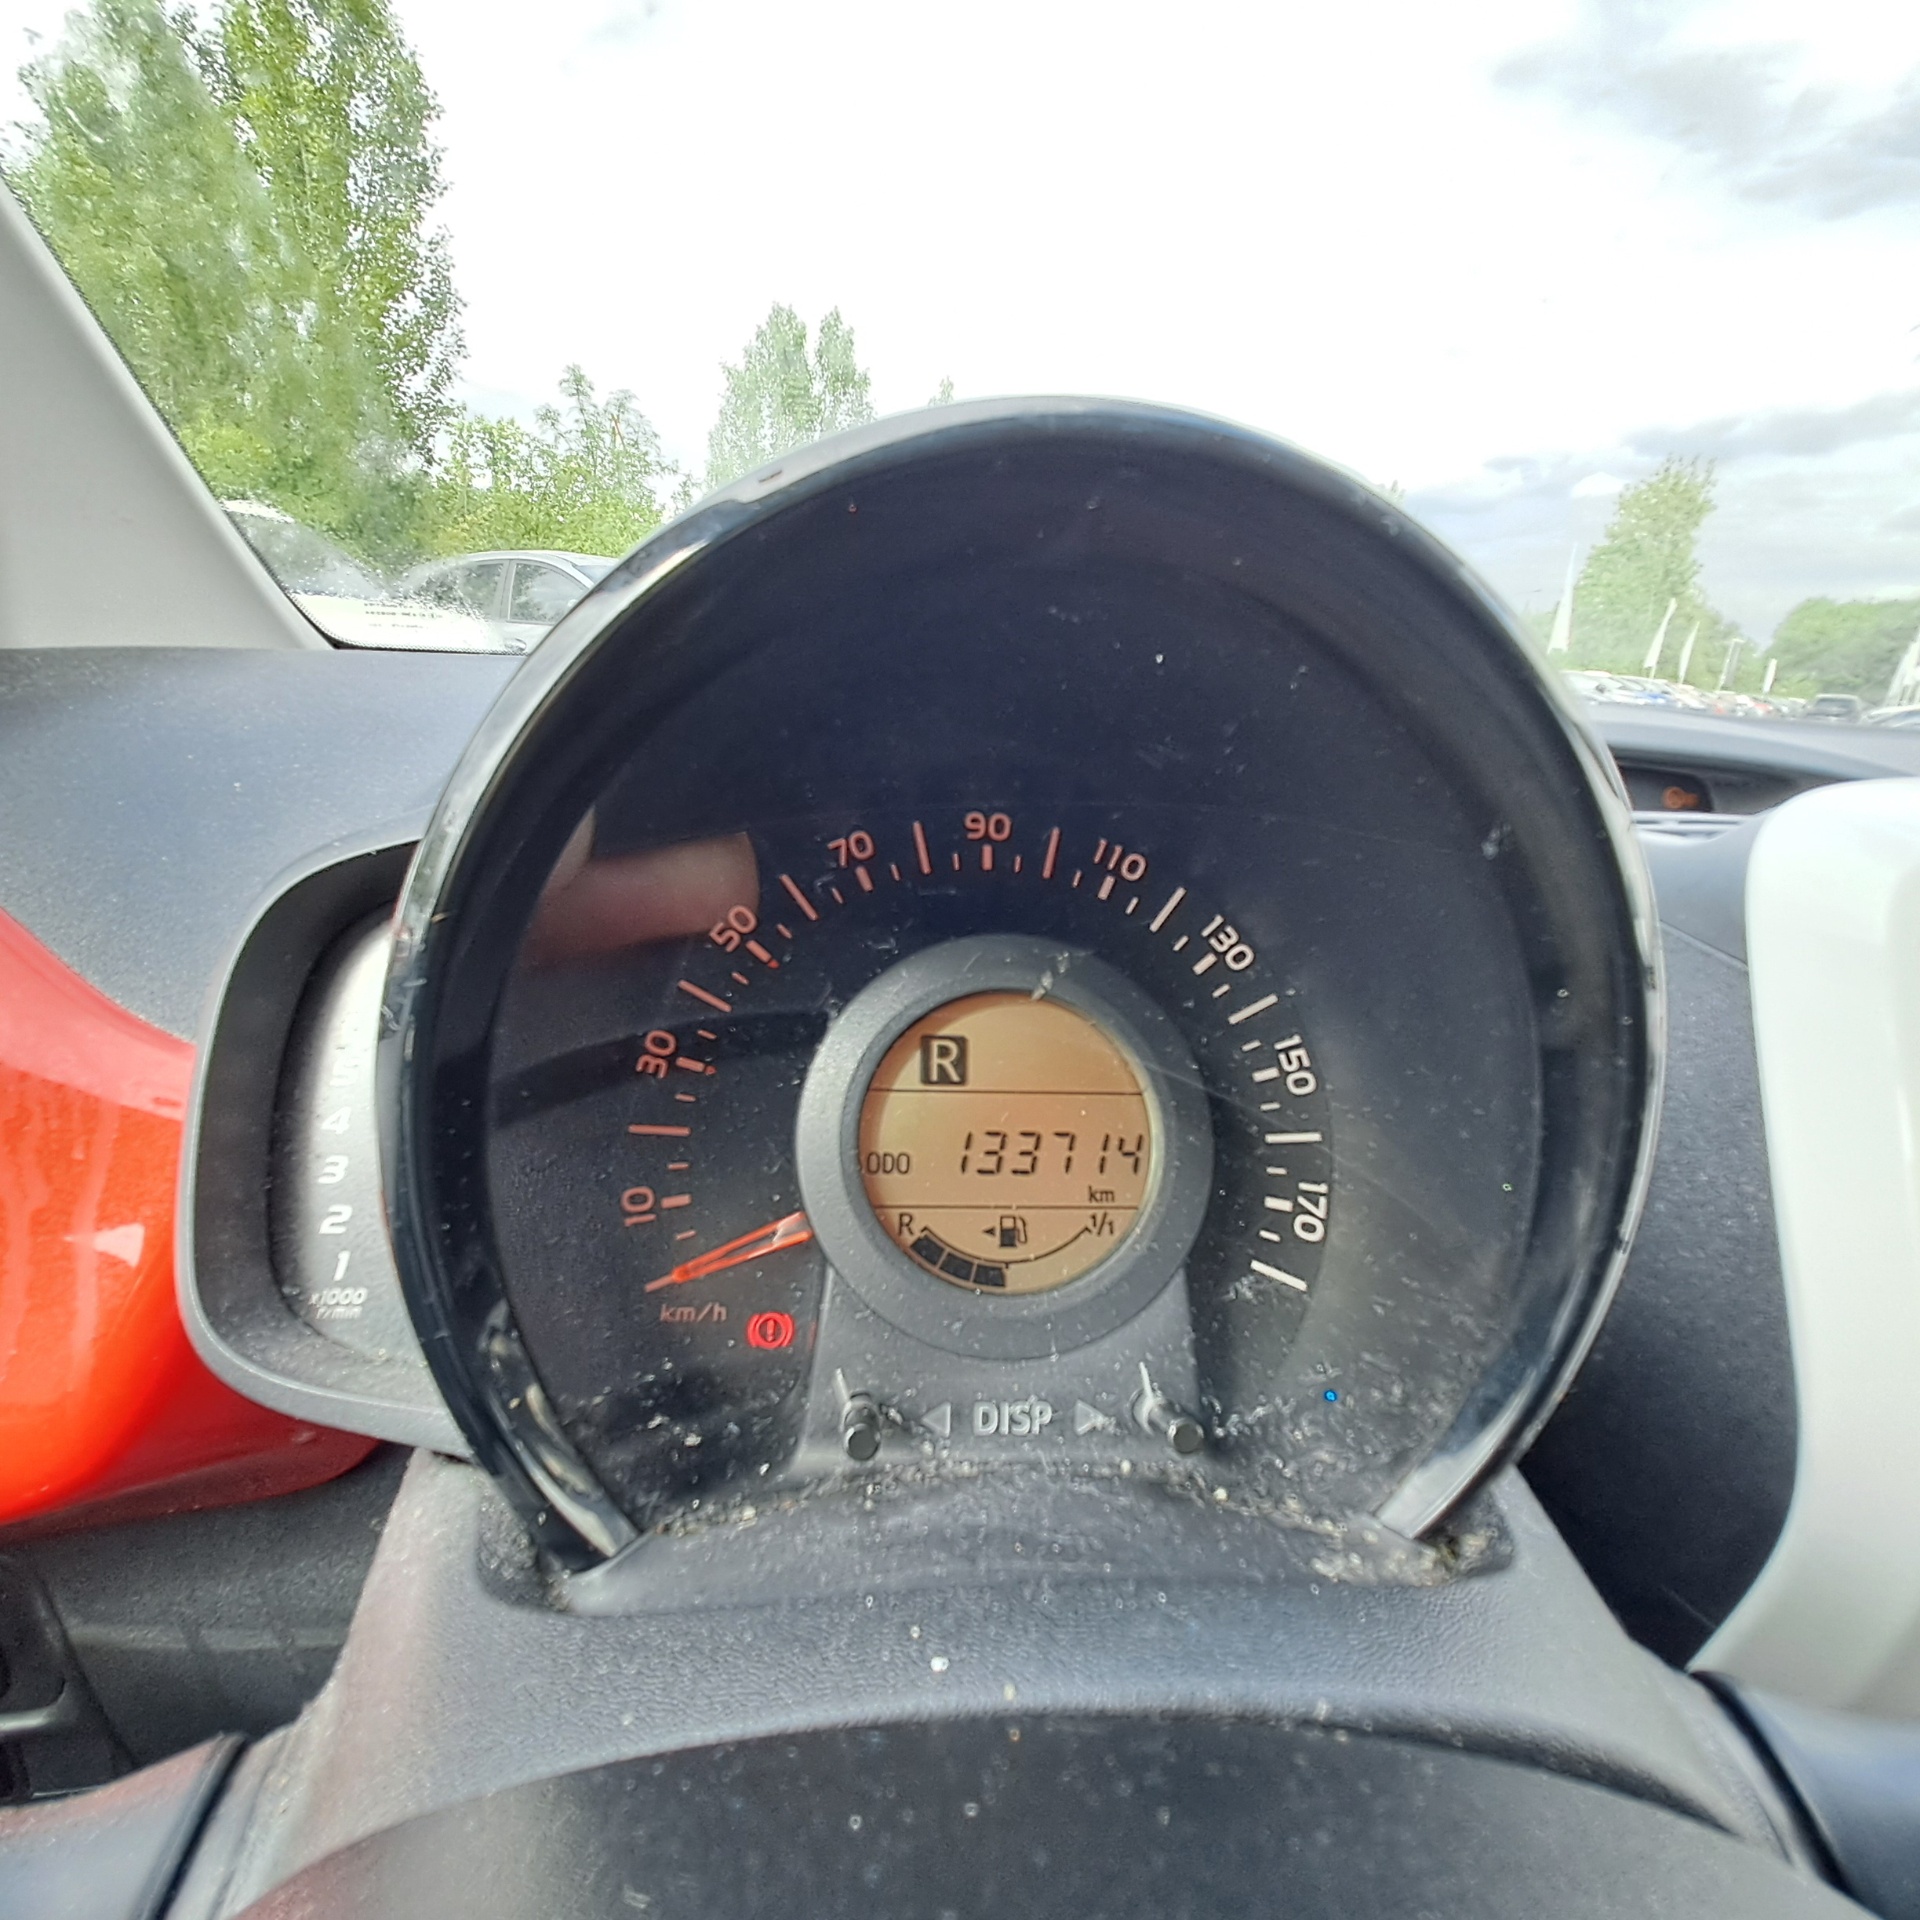 70 90 110
50 130
30 150
10 170
R
ODO 133714
km
R 1/1
km/h
4
3
2
1
x1000
r/min
◁ DISP ▷